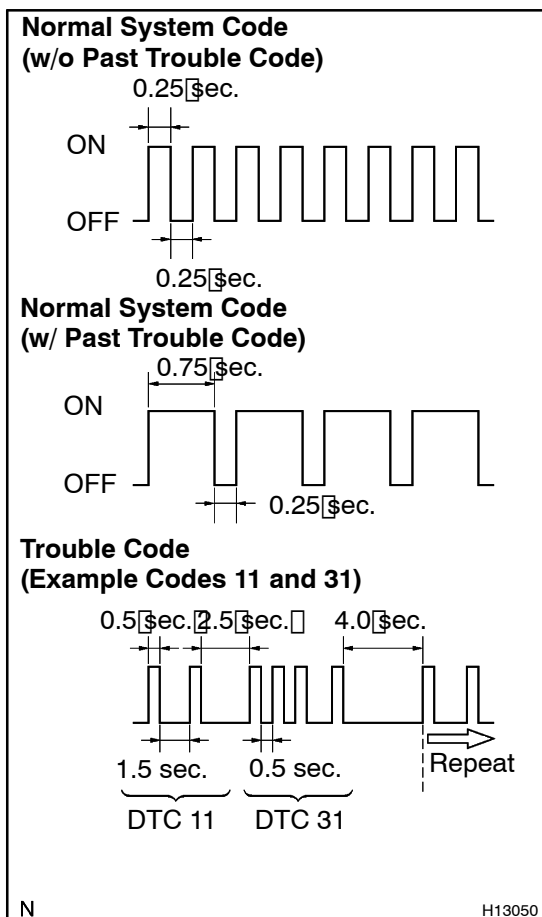 Normal System Code
(w/o Past Trouble Code)
0.25 sec.
ON
OFF
0.25 sec.
Normal System Code
(w/ Past Trouble Code)
0.75 sec.
ON
OFF
0.25 sec.
Trouble Code
(Example Codes 11 and 31)
0.5 sec. 2.5 sec. 4.0 sec.
1.5 sec. 0.5 sec. Repeat
DTC 11 DTC 31
N H13050